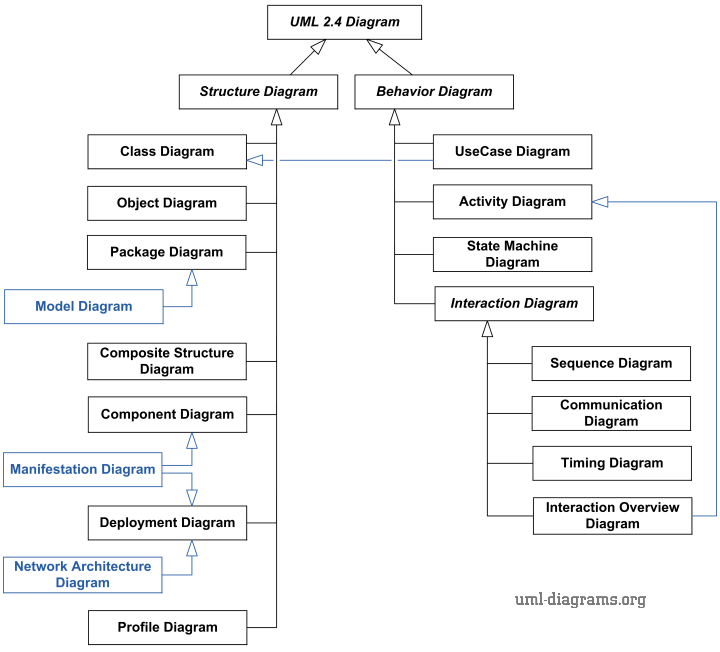 UML 2.4 Diagram
Structure Diagram
Behavior Diagram
Class Diagram
UseCase Diagram
Object Diagram
Activity Diagram
Package Diagram
State Machine
Diagram
Model Diagram
Interaction Diagram
Composite Structure
Diagram
Sequence Diagram
Component Diagram
Communication
Diagram
Manifestation Diagram
Timing Diagram
Deployment Diagram
Interaction Overview
Diagram
Network Architecture
Diagram
Profile Diagram
uml-diagrams.org